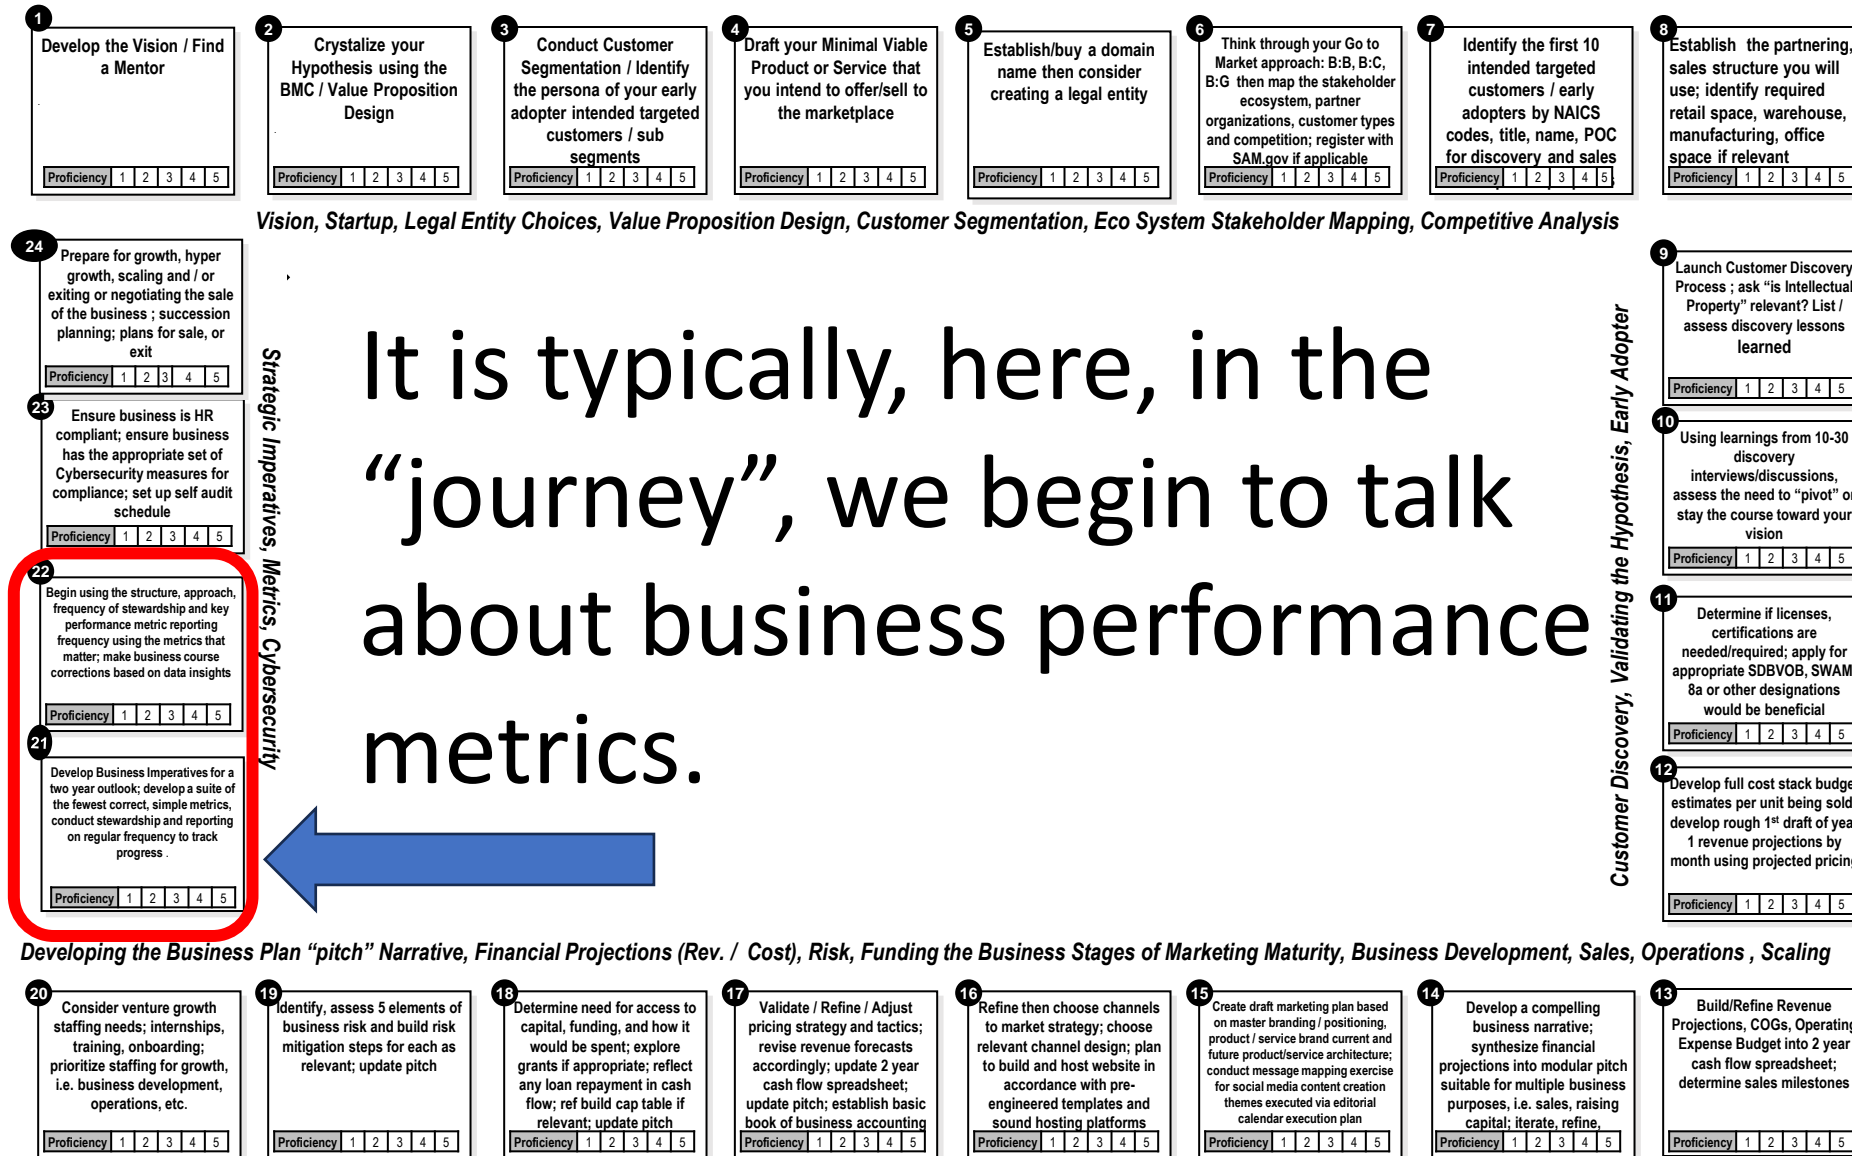 1
Develop the Vision / Find
a Mentor
Proficiency 1 2 3 4 5
2
Crystalize your
Hypothesis using the
BMC / Value Proposition
Design
Proficiency 1 2 3 4 5
3
Conduct Customer
Segmentation / Identify
the persona of your early
adopter intended targeted
customers / sub
segments
Proficiency 1 2 3 4 5
4
Draft your Minimal Viable
Product or Service that
you intend to offer/sell to
the marketplace
Proficiency 1 2 3 4 5
5
Establish/buy a domain
name then consider
creating a legal entity
Proficiency 1 2 3 4 5
6
Think through your Go to
Market approach: B:B, B:C,
B:G then map the stakeholder
ecosystem, partner
organizations, customer types
and competition; register with
SAM.gov if applicable
Proficiency 1 2 3 4 5
7
Identify the first 10
intended targeted
customers / early
adopters by NAICS
codes, title, name, POC
for discovery and sales
Proficiency 1 2 3 4 5
8
Establish the partnering,
sales structure you will
use; identify required
retail space, warehouse,
manufacturing, office
space if relevant
Proficiency 1 2 3 4 5
Vision, Startup, Legal Entity Choices, Value Proposition Design, Customer Segmentation, Eco System Stakeholder Mapping, Competitive Analysis
24
Prepare for growth, hyper
growth, scaling and / or
exiting or negotiating the sale
of the business ; succession
planning; plans for sale, or
exit
Proficiency 1 2 3 4 5
23
Ensure business is HR
compliant; ensure business
has the appropriate set of
Cybersecurity measures for
compliance; set up self audit
schedule
Proficiency 1 2 3 4 5
22
Begin using the structure, approach,
frequency of stewardship and key
performance metric reporting
frequency using the metrics that
matter; make business course
corrections based on data insights
Proficiency 1 2 3 4 5
21
Develop Business Imperatives for a
two year outlook; develop a suite of
the fewest correct, simple metrics,
conduct stewardship and reporting
on regular frequency to track
progress .
Proficiency 1 2 3 4 5
Strategic Imperatives, Metrics, Cybersecurity
It is typically, here, in the
“journey”, we begin to talk
about business performance
metrics.
Customer Discovery, Validating the Hypothesis, Early Adopter
9
Launch Customer Discovery
Process ; ask “is Intellectual
Property” relevant? List /
assess discovery lessons
learned
Proficiency 1 2 3 4 5
10
Using learnings from 10-30
discovery
interviews/discussions,
assess the need to “pivot” or
stay the course toward your
vision
Proficiency 1 2 3 4 5
11
Determine if licenses,
certifications are
needed/required; apply for
appropriate SDBVOB, SWAM
8a or other designations
would be beneficial
Proficiency 1 2 3 4 5
12
Develop full cost stack
estimates per unit being sold
develop rough 1st draft of
1 revenue projections by
month using projected pricing
Proficiency 1 2 3 4 5
Developing the Business Plan “pitch” Narrative, Financial Projections (Rev. / Cost), Risk, Funding the Business Stages of Marketing Maturity, Business Development, Sales, Operations , Scaling
20
Consider venture growth
staffing needs; internships,
training, onboarding;
prioritize staffing for growth,
i.e. business development,
operations, etc.
Proficiency 1 2 3 4 5
19
Identify, assess 5 elements of
business risk and build risk
mitigation steps for each as
relevant; update pitch
Proficiency 1 2 3 4 5
18
Determine need for access to
capital, funding, and how it
would be spent; explore
grants if appropriate; reflect
any loan repayment in cash
flow; ref build cap table if
relevant; update pitch
Proficiency 1 2 3 4 5
17
Validate / Refine / Adjust
pricing strategy and tactics;
revise revenue forecasts
accordingly; update 2 year
cash flow spreadsheet;
update pitch; establish basic
book of business accounting
Proficiency 1 2 3 4 5
16
Refine then choose channels
to market strategy; choose
relevant channel design; plan
to build and host website in
accordance with pre-
engineered templates and
sound hosting platforms
Proficiency 1 2 3 4 5
15
Create draft marketing plan based
on master branding / positioning,
product / service brand current and
future product/service architecture;
conduct message mapping exercise
for social media content creation
themes executed via editorial
calendar execution plan
Proficiency 1 2 3 4 5
14
Develop a compelling
business narrative;
synthesize financial
projections into modular pitch
suitable for multiple business
purposes, i.e. sales, raising
capital; iterate, refine,
Proficiency 1 2 3 4 5
13
Build/Refine Revenue
Projections, COGs, Operating
Expense Budget into 2 year
cash flow spreadsheet;
determine sales milestones
Proficiency 1 2 3 4 5